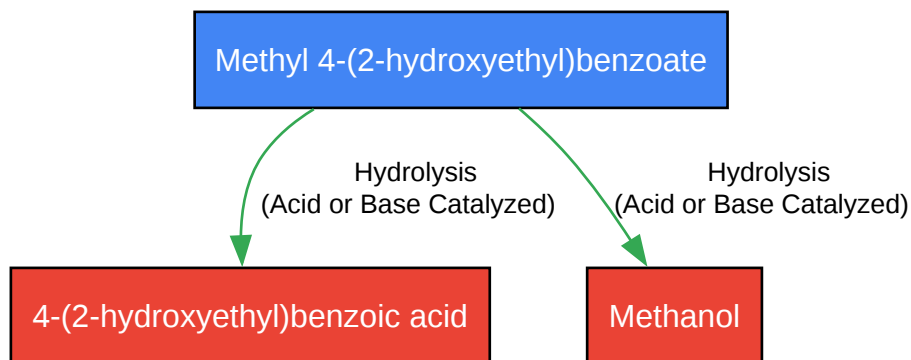 Methyl 4-(2-hydroxyethyl)benzoate
Hydrolysis
(Acid or Base Catalyzed)
Hydrolysis
(Acid or Base Catalyzed)
4-(2-hydroxyethyl)benzoic acid
Methanol